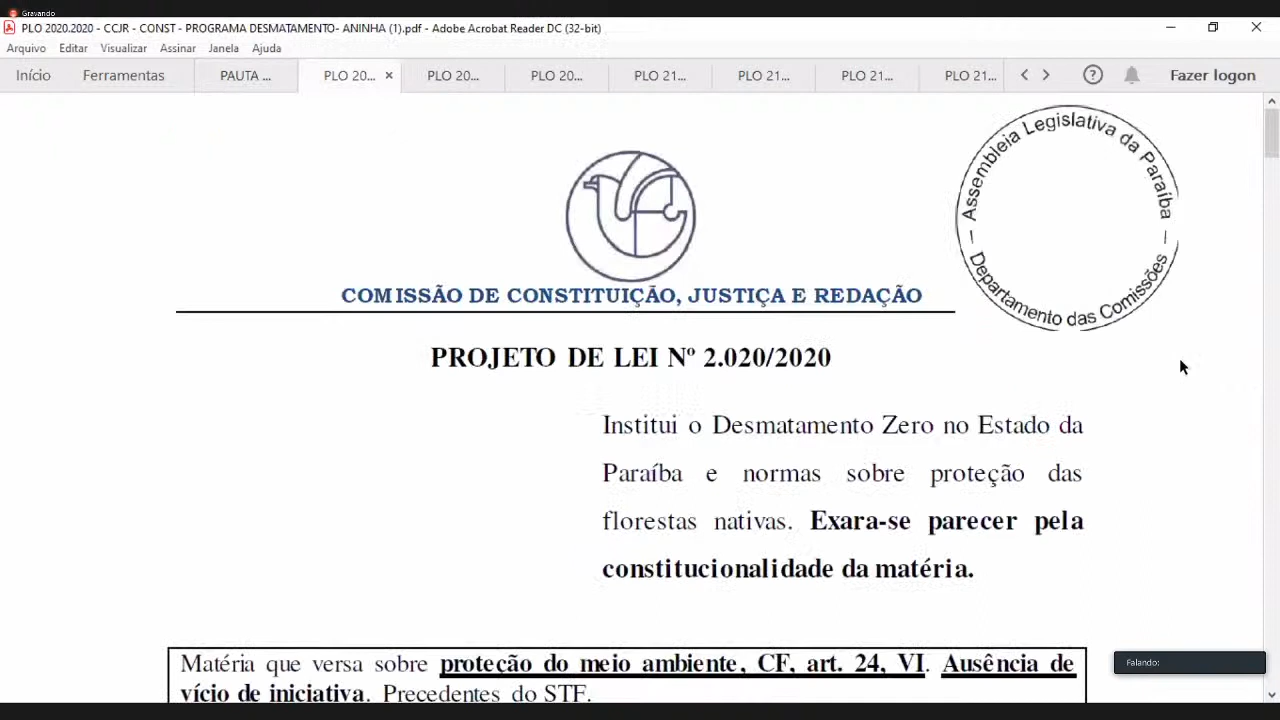 Gravando
PLO 2020.2020 - CCJR - CONST - PROGRAMA DESMATAMENTO- ANINHA (1).pdf - Adobe Acrobat Reader DC (32-bit)
Arquivo Editar Visualizar Assinar Janela Ajuda
Início Ferramentas PAUTA ... PLO 20... × PLO 20... PLO 20... PLO 21... PLO 21... PLO 21... PLO 21... Fazer logon
Assembleia Legislativa da Paraíba
Departamento das Comissões
COMISSÃO DE CONSTITUIÇÃO, JUSTIÇA E REDAÇÃO
PROJETO DE LEI Nº 2.020/2020
Institui o Desmatamento Zero no Estado da
Paraíba e normas sobre proteção das
florestas nativas. Exara-se parecer pela
constitucionalidade da matéria.
Matéria que versa sobre proteção do meio ambiente, CF, art. 24, VI. Ausência de
vício de iniciativa. Precedentes do STF.
Falando: